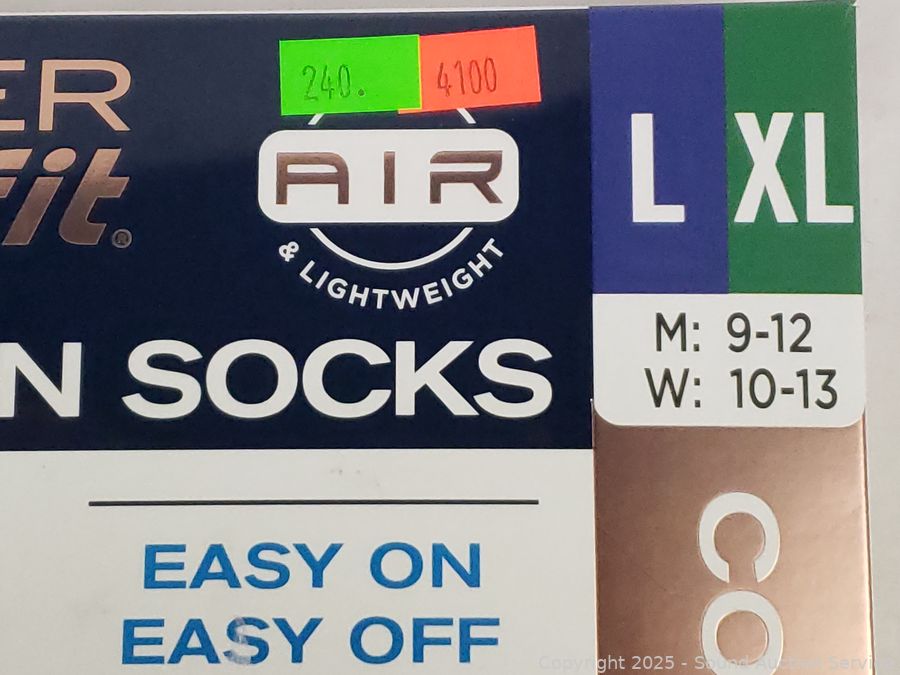 240. 4100
ER
Fit®
AIR
& LIGHTWEIGHT
N SOCKS
EASY ON
EASY OFF
L XL
M: 9-12
W: 10-13
CO
Copyright 2025 - Sound Auction Service